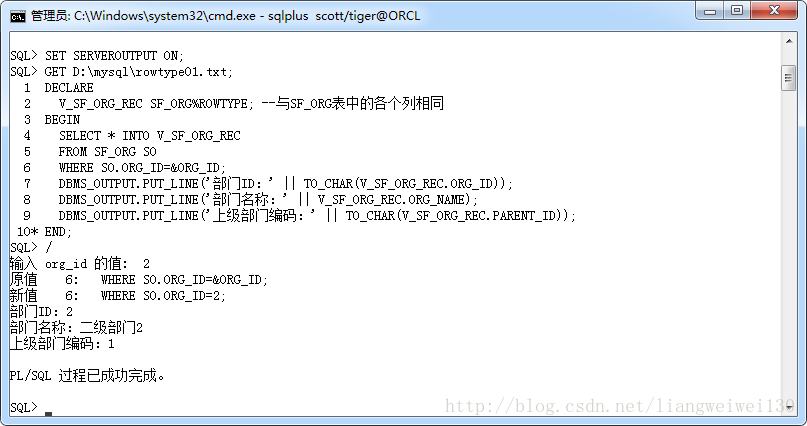 管理员: C:\Windows\system32\cmd.exe - sqlplus  scott/tiger@ORCL
SQL> SET SERVEROUTPUT ON;
SQL> GET D:\mysql\rowtype01.txt;
  1  DECLARE
  2    V_SF_ORG_REC SF_ORG%ROWTYPE; --与SF_ORG表中的各个列相同
  3  BEGIN
  4    SELECT * INTO V_SF_ORG_REC
  5    FROM SF_ORG SO
  6    WHERE SO.ORG_ID=&ORG_ID;
  7    DBMS_OUTPUT.PUT_LINE('部门ID：' || TO_CHAR(V_SF_ORG_REC.ORG_ID));
  8    DBMS_OUTPUT.PUT_LINE('部门名称：' || V_SF_ORG_REC.ORG_NAME);
  9    DBMS_OUTPUT.PUT_LINE('上级部门编码：' || TO_CHAR(V_SF_ORG_REC.PARENT_ID));
 10* END;
SQL> /
输入 org_id 的值:  2
原值    6:   WHERE SO.ORG_ID=&ORG_ID;
新值    6:   WHERE SO.ORG_ID=2;
部门ID：2
部门名称：二级部门2
上级部门编码：1
PL/SQL 过程已成功完成。
SQL>
http://blog.csdn.net/liangweiwei130